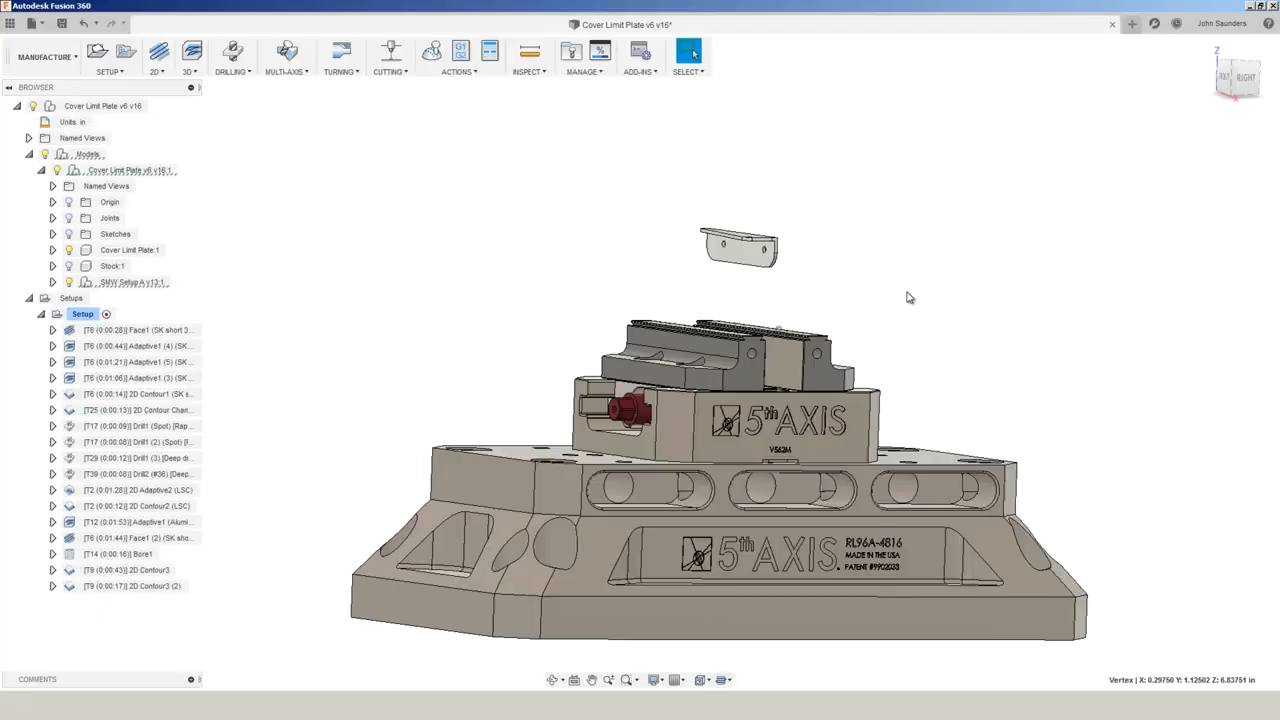 Autodesk Fusion 360
Cover Limit Plate v6 v16*
John Saunders
MANUFACTURE
SETUP
2D
3D
DRILLING
MULTI-AXIS
TURNING
CUTTING
G1
G2
ACTIONS
INSPECT
MANAGE
ADD-INS
SELECT
BROWSER
Cover Limit Plate v6 v16
Units: in
Named Views
Models
Cover Limit Plate v6 v16:1
Named Views
Origin
Joints
Sketches
Cover Limit Plate:1
Stock:1
SMW Setup A v13:1
Setups
Setup
[T6 (0:00:28)] Face1 (SK short 3...
[T6 (0:00:44)] Adaptive1 (4) (SK...
[T6 (0:01:21)] Adaptive1 (5) (SK...
[T6 (0:01:06)] Adaptive1 (3) (SK...
[T6 (0:00:14)] 2D Contour1 (SK s...
[T25 (0:00:13)] 2D Contour Chan...
[T17 (0:00:09)] Drill1 (Spot) [Rap...
[T17 (0:00:08)] Drill1 (2) (Spot) [F...
[T29 (0:00:12)] Drill1 (3) [Deep dr...
[T39 (0:00:08)] Drill2 (#36) [Deep...
[T2 (0:01:28)] 2D Adaptive2 (LSC)
[T2 (0:00:12)] 2D Contour2 (LSC)
[T12 (0:01:53)] Adaptive1 (Alumi...
[T6 (0:01:44)] Face1 (2) (SK sho...
[T14 (0:00:16)] Bore1
[T9 (0:00:43)] 2D Contour3
[T9 (0:00:17)] 2D Contour3 (2)
Z
RIGHT
X
5th AXIS
V562M
5th AXIS.
RL96A-4816
MADE IN THE USA
PATENT #9902033
COMMENTS
Vertex | X: 0.29750 Y: 1.12502 Z: 6.83751 in